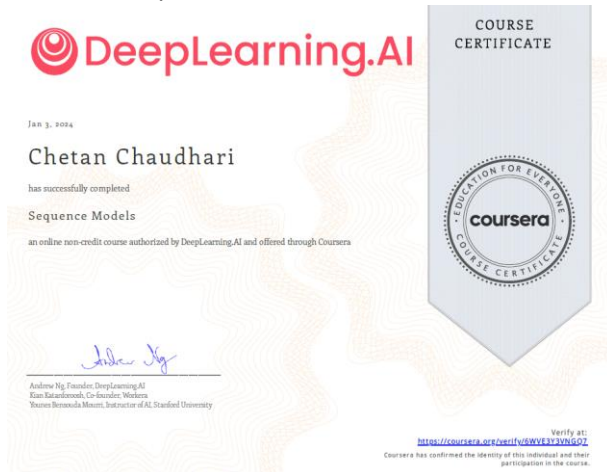 DeepLearning.AI
COURSE
CERTIFICATE
Jan 3, 2024
Chetan Chaudhari
has successfully completed
Sequence Models
an online non-credit course authorized by DeepLearning.AI and offered through Coursera
EDUCATION FOR EVERYONE
coursera
COURSE CERTIFICATE
Andrew Ng
Andrew Ng, Founder, DeepLearning.AI
Kian Katanforoosh, Co-founder, Workera
Younes Bensouda Mourri, Instructor of AI, Stanford University
Verify at:
https://coursera.org/verify/6WVE3Y3VNGQ7
Coursera has confirmed the identity of this individual and their
participation in the course.